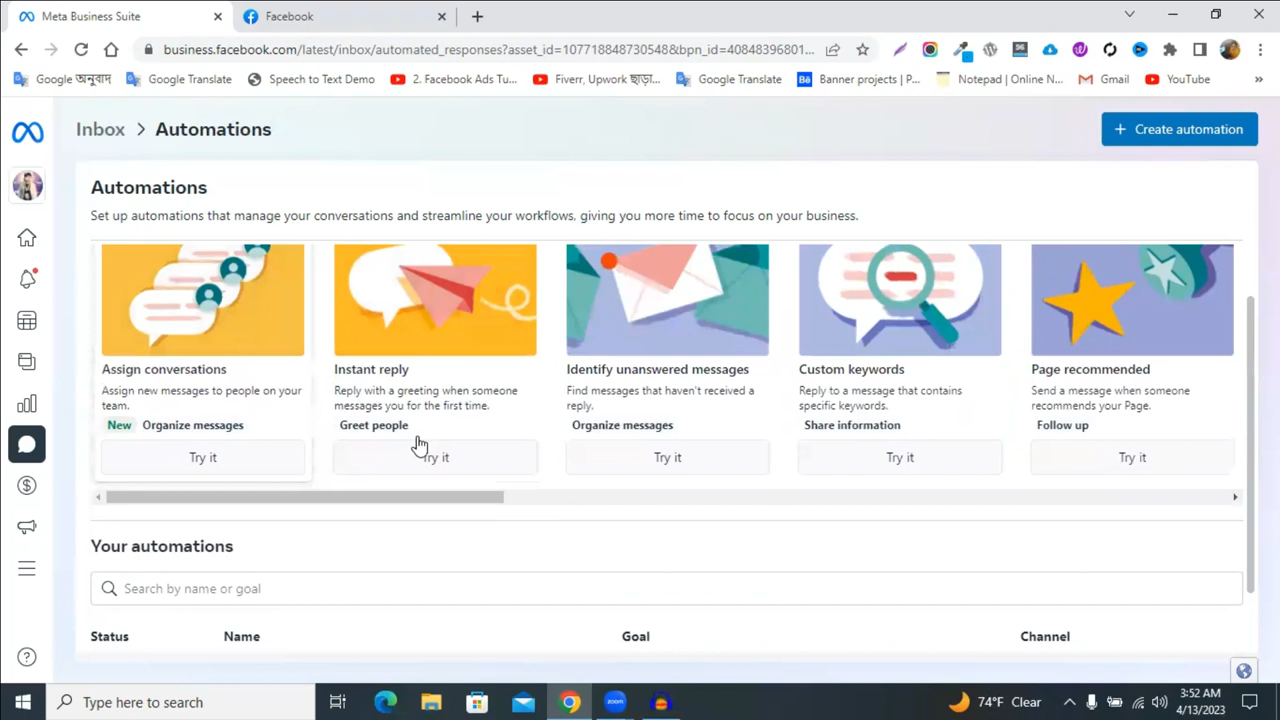 Meta Business Suite
Facebook
business.facebook.com/latest/inbox/automated_responses?asset_id=107718848730548&bpn_id=40848396801...
Google অনুবাদ
Google Translate
Speech to Text Demo
2. Facebook Ads Tu...
Fiverr, Upwork ছাড়া...
Google Translate
Banner projects | P...
Notepad | Online N...
Gmail
YouTube
Inbox > Automations
+ Create automation
Automations
Set up automations that manage your conversations and streamline your workflows, giving you more time to focus on your business.
Assign conversations
Assign new messages to people on your
team.
New Organize messages
Try it
Instant reply
Reply with a greeting when someone
messages you for the first time.
Greet people
Try it
Identify unanswered messages
Find messages that haven't received a
reply.
Organize messages
Try it
Custom keywords
Reply to a message that contains
specific keywords.
Share information
Try it
Page recommended
Send a message when someone
recommends your Page.
Follow up
Try it
Your automations
Search by name or goal
Status Name Goal Channel
Type here to search
zoom
74°F Clear
3:52 AM
4/13/2023